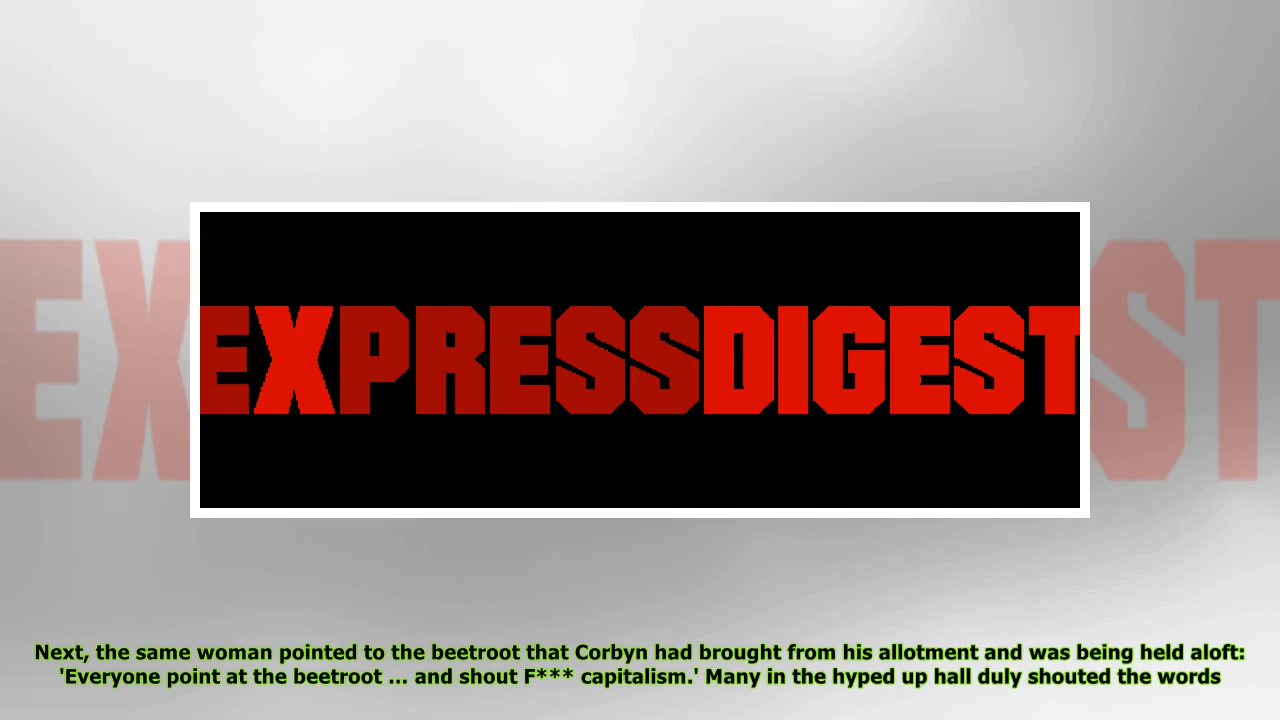 EXPRESSDIGEST
Next, the same woman pointed to the beetroot that Corbyn had brought from his allotment and was being held aloft:
'Everyone point at the beetroot ... and shout F*** capitalism.' Many in the hyped up hall duly shouted the words